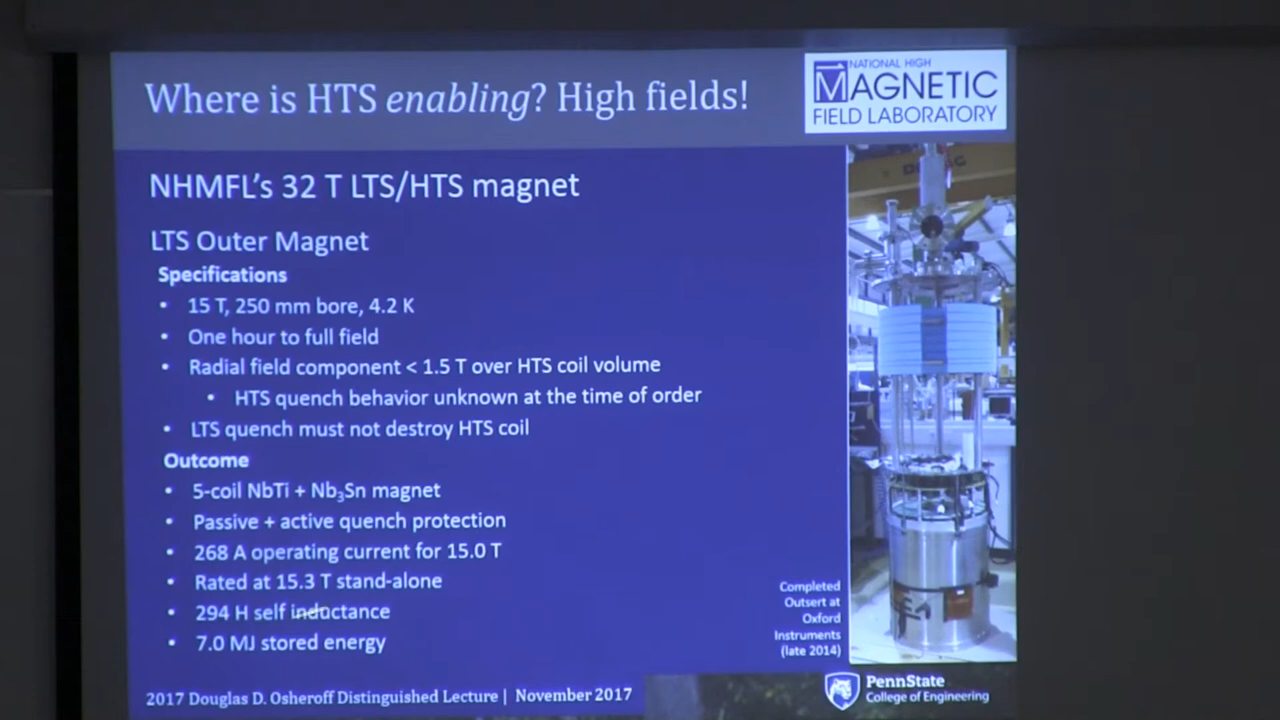 Where is HTS enabling? High fields!
NATIONAL HIGH
MAGNETIC
FIELD LABORATORY
NHMFL's 32 T LTS/HTS magnet
LTS Outer Magnet
Specifications
• 15 T, 250 mm bore, 4.2 K
• One hour to full field
• Radial field component < 1.5 T over HTS coil volume
• HTS quench behavior unknown at the time of order
• LTS quench must not destroy HTS coil
Outcome
• 5-coil NbTi + Nb₃Sn magnet
• Passive + active quench protection
• 268 A operating current for 15.0 T
• Rated at 15.3 T stand-alone
• 294 H self inductance
• 7.0 MJ stored energy
Completed
Outsert at
Oxford
Instruments
(late 2014)
2017 Douglas D. Osheroff Distinguished Lecture | November 2017
PennState
College of Engineering